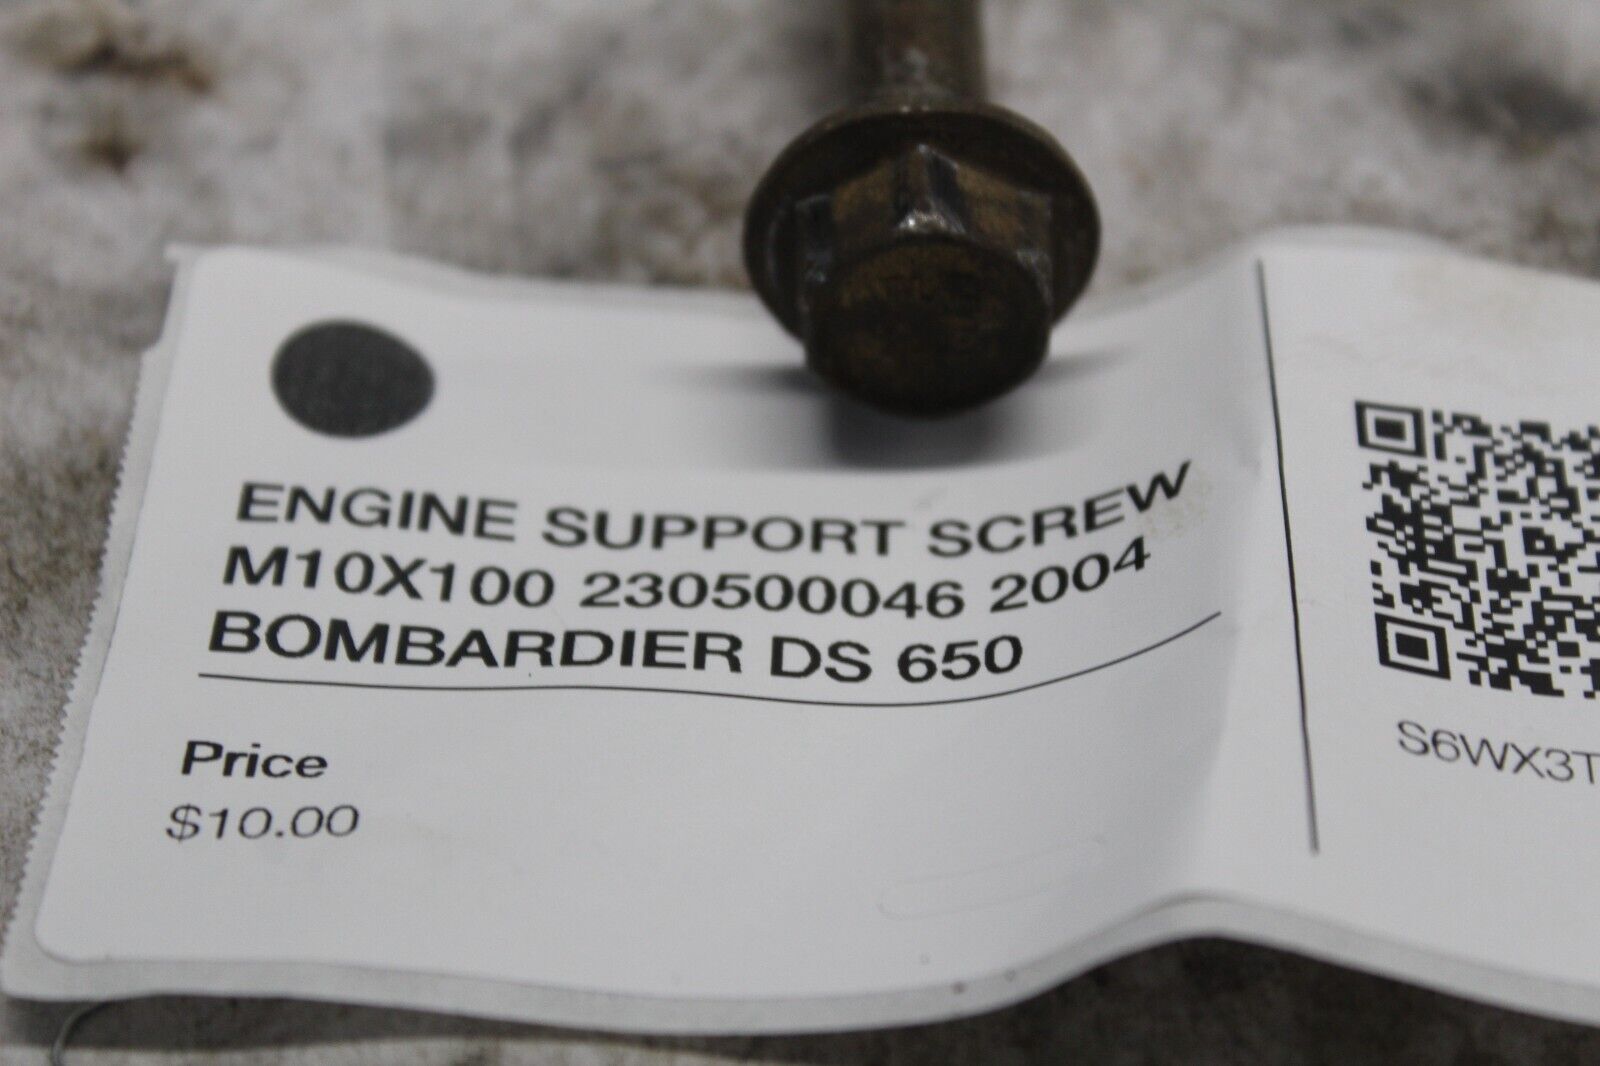 ENGINE SUPPORT SCREW
M10X100 230500046 2004
BOMBARDIER DS 650
Price
$10.00
S6WX3T